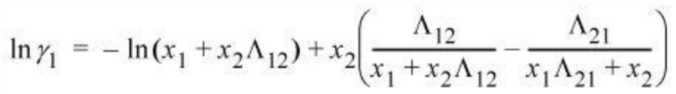 ln γ₁ = – ln(x₁ + x₂Λ₁₂) + x₂(Λ₁₂/(x₁ + x₂Λ₁₂) – Λ₂₁/(x₁Λ₂₁ + x₂))